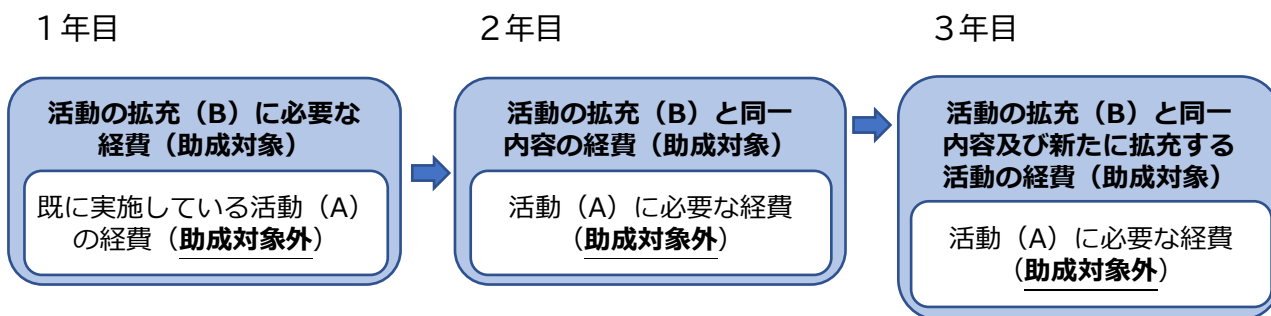 １年目
２年目
３年目
活動の拡充（B）に必要な
経費（助成対象）
既に実施している活動（A）
の経費（助成対象外）
活動の拡充（B）と同一
内容の経費（助成対象）
活動（A）に必要な経費
（助成対象外）
活動の拡充（B）と同一
内容及び新たに拡充する
活動の経費（助成対象）
活動（A）に必要な経費
（助成対象外）